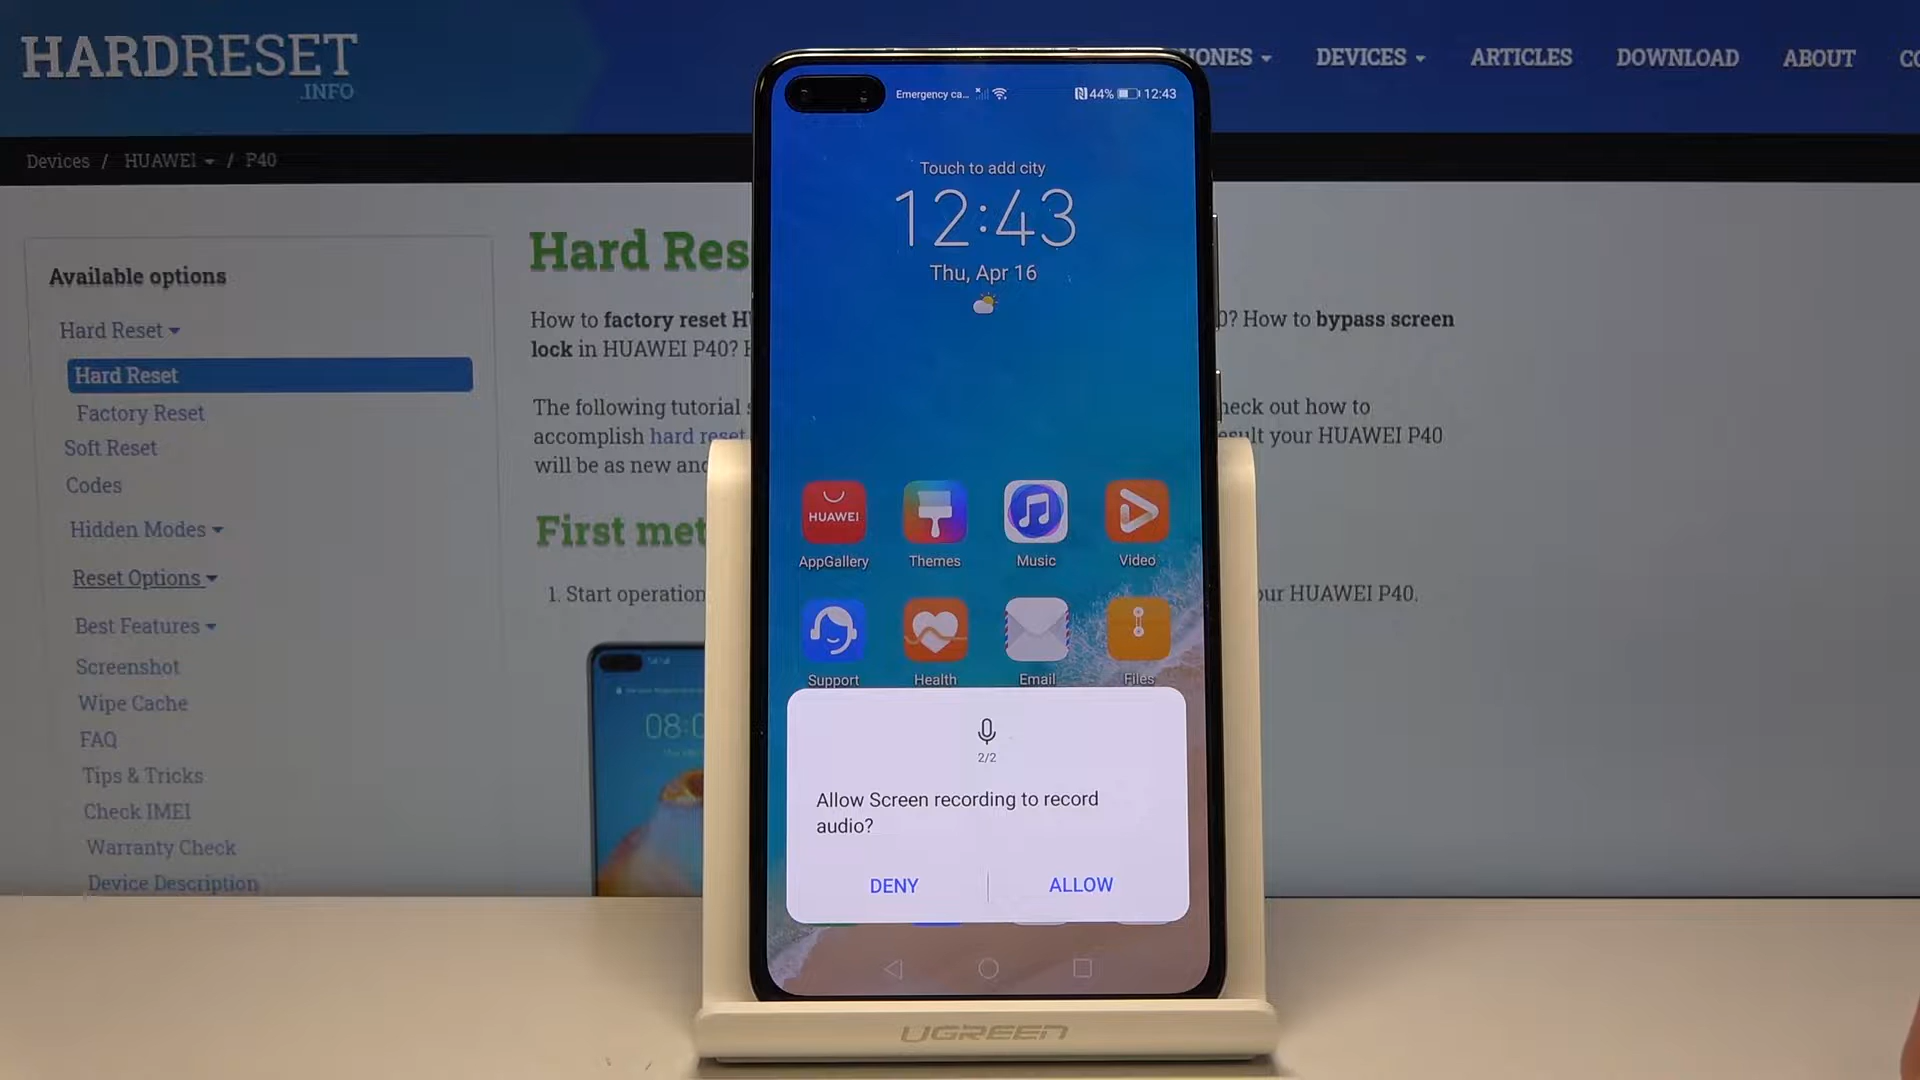 HARDRESET
.INFO
DEVICES
ARTICLES
DOWNLOAD
ABOUT
Devices / HUAWEI / P40
Available options
Hard Reset
Hard Reset
Factory Reset
Soft Reset
Codes
Hidden Modes
Reset Options
Best Features
Screenshot
Wipe Cache
FAQ
Tips & Tricks
Check IMEI
Warranty Check
Device Description
Hard Res
How to factory reset
? How to bypass screen
lock in HUAWEI P40?
The following tutorial
heck out how to
accomplish hard reset
your HUAWEI P40
will be as new
First met
1. Start operation
HUAWEI P40.
08:0
Emergency ca...
44%
12:43
Touch to add city
12:43
Thu, Apr 16
HUAWEI
AppGallery
Themes
Music
Video
Support
Health
Email
Files
2/2
Allow Screen recording to record
audio?
DENY
ALLOW
UGREEN